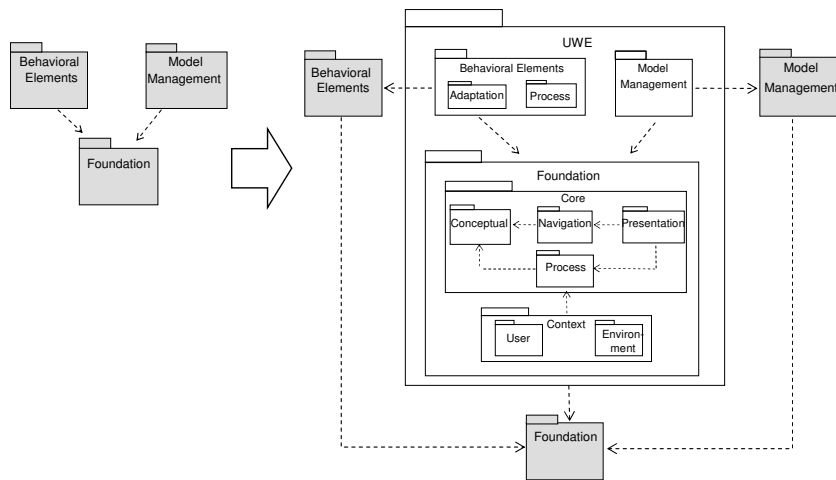 Behavioral
Elements
Model
Management
Foundation
UWE
Behavioral
Elements
Behavioral Elements
Adaptation
Process
Model
Management
Model
Management
Foundation
Core
Conceptual
Navigation
Presentation
Process
Context
User
Environ-
ment
Foundation